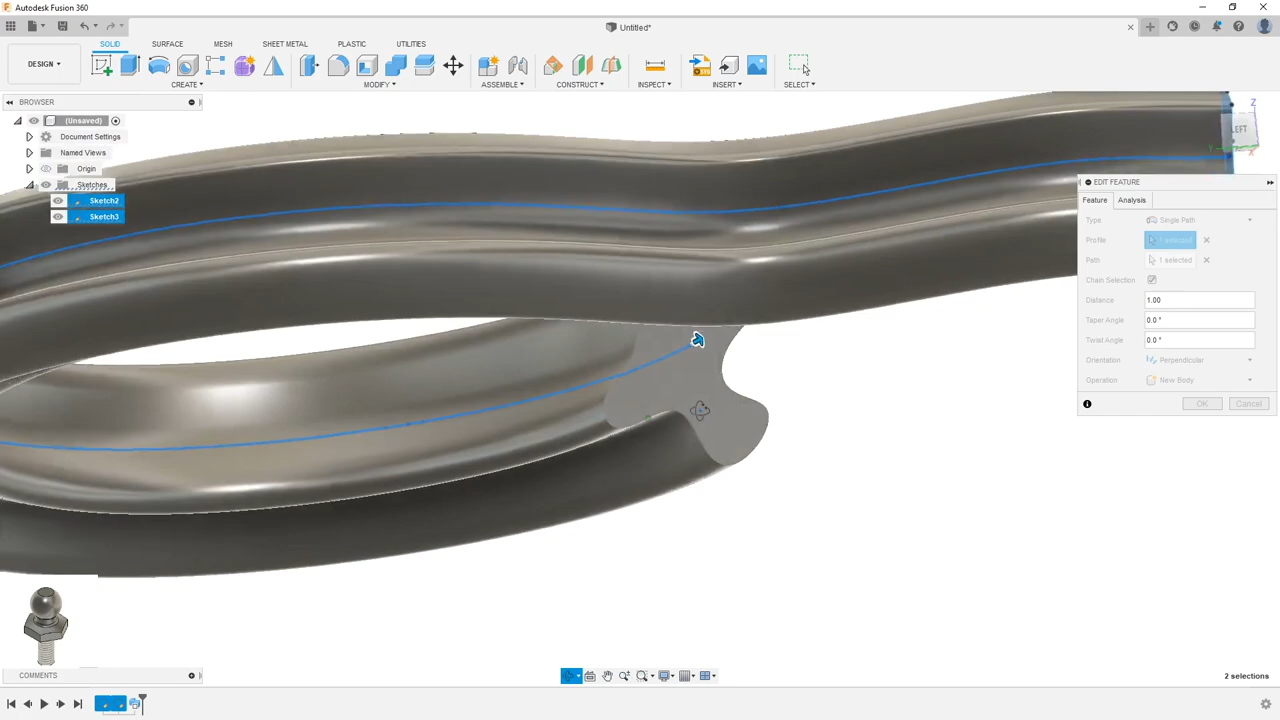 Autodesk Fusion 360
Untitled*
DESIGN
SOLID SURFACE MESH SHEET METAL PLASTIC UTILITIES
CREATE MODIFY ASSEMBLE CONSTRUCT INSPECT INSERT SELECT
BROWSER
(Unsaved)
Document Settings
Named Views
Origin
Sketches
Sketch2
Sketch3
Z
LEFT
Y
X
EDIT FEATURE
Feature Analysis
Type Single Path
Profile 1 selected
Path 1 selected
Chain Selection
Distance 1.00
Taper Angle 0.0 °
Twist Angle 0.0 °
Orientation Perpendicular
Operation New Body
OK Cancel
COMMENTS
2 selections